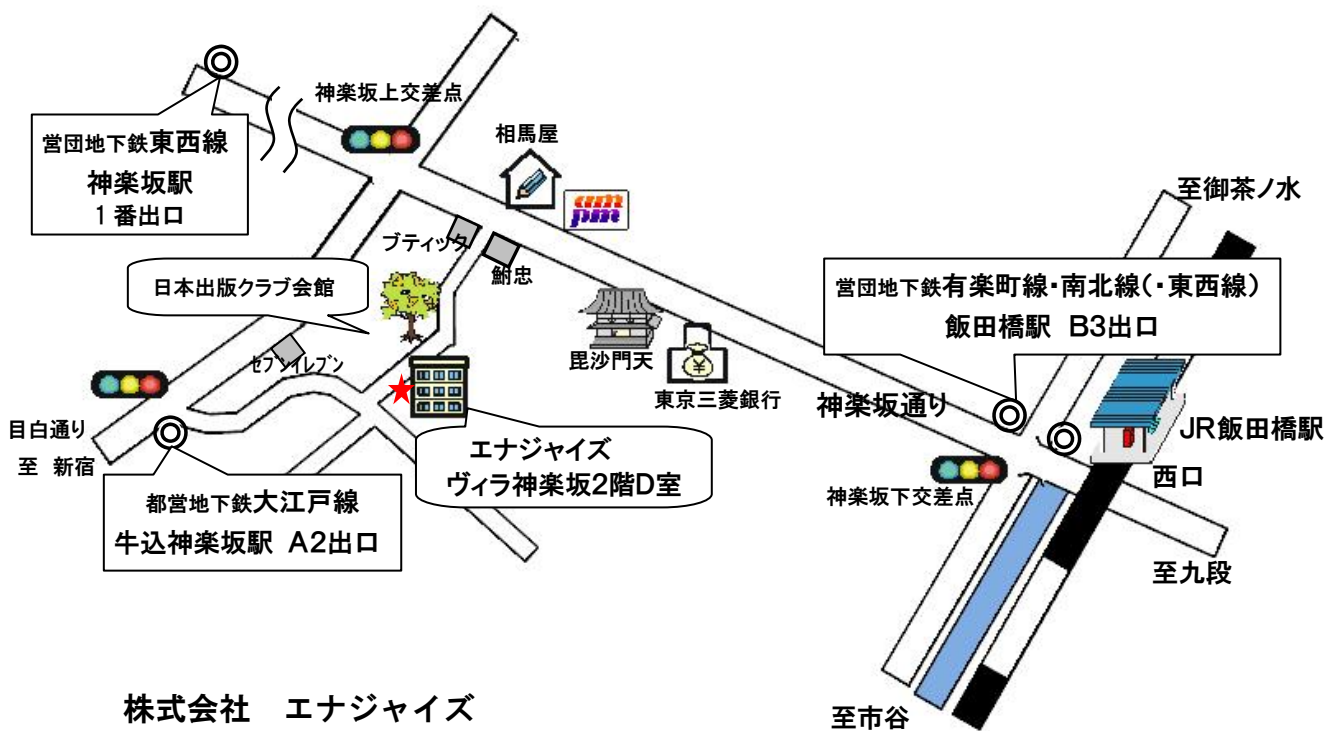 神楽坂上交差点
営団地下鉄東西線
神楽坂駅
1番出口
相馬屋
am
pm
至御茶ノ水
ブティック
鮒忠
日本出版クラブ会館
営団地下鉄有楽町線・南北線(・東西線)
飯田橋駅 B3出口
セブンイレブン
毘沙門天
東京三菱銀行
神楽坂通り
JR飯田橋駅
西口
目白通り
至 新宿
エナジャイズ
ヴィラ神楽坂2階D室
神楽坂下交差点
都営地下鉄大江戸線
牛込神楽坂駅 A2出口
至九段
至市谷
株式会社 エナジャイズ